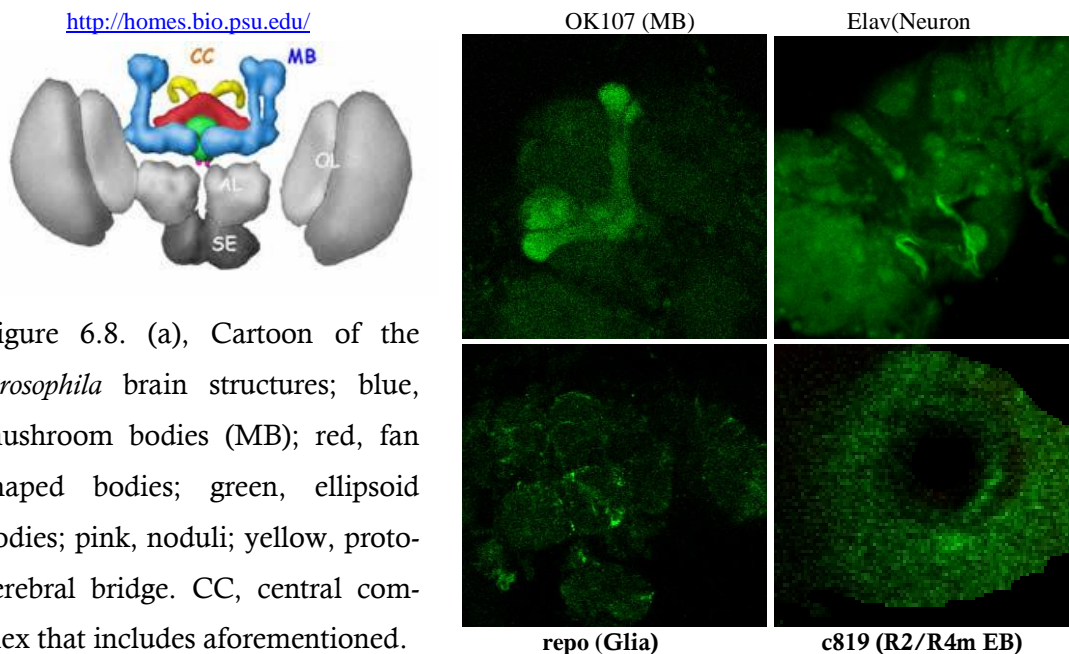 http://homes.bio.psu.edu/
CC
MB
OL
AL
SE
igure 6.8. (a), Cartoon of the
rosophila brain structures; blue,
ushroom bodies (MB); red, fan
haped bodies; green, ellipsoid
odies; pink, noduli; yellow, proto-
erebral bridge. CC, central com-
lex that includes aforementioned.
OK107 (MB)
Elav(Neuron
repo (Glia)
c819 (R2/R4m EB)